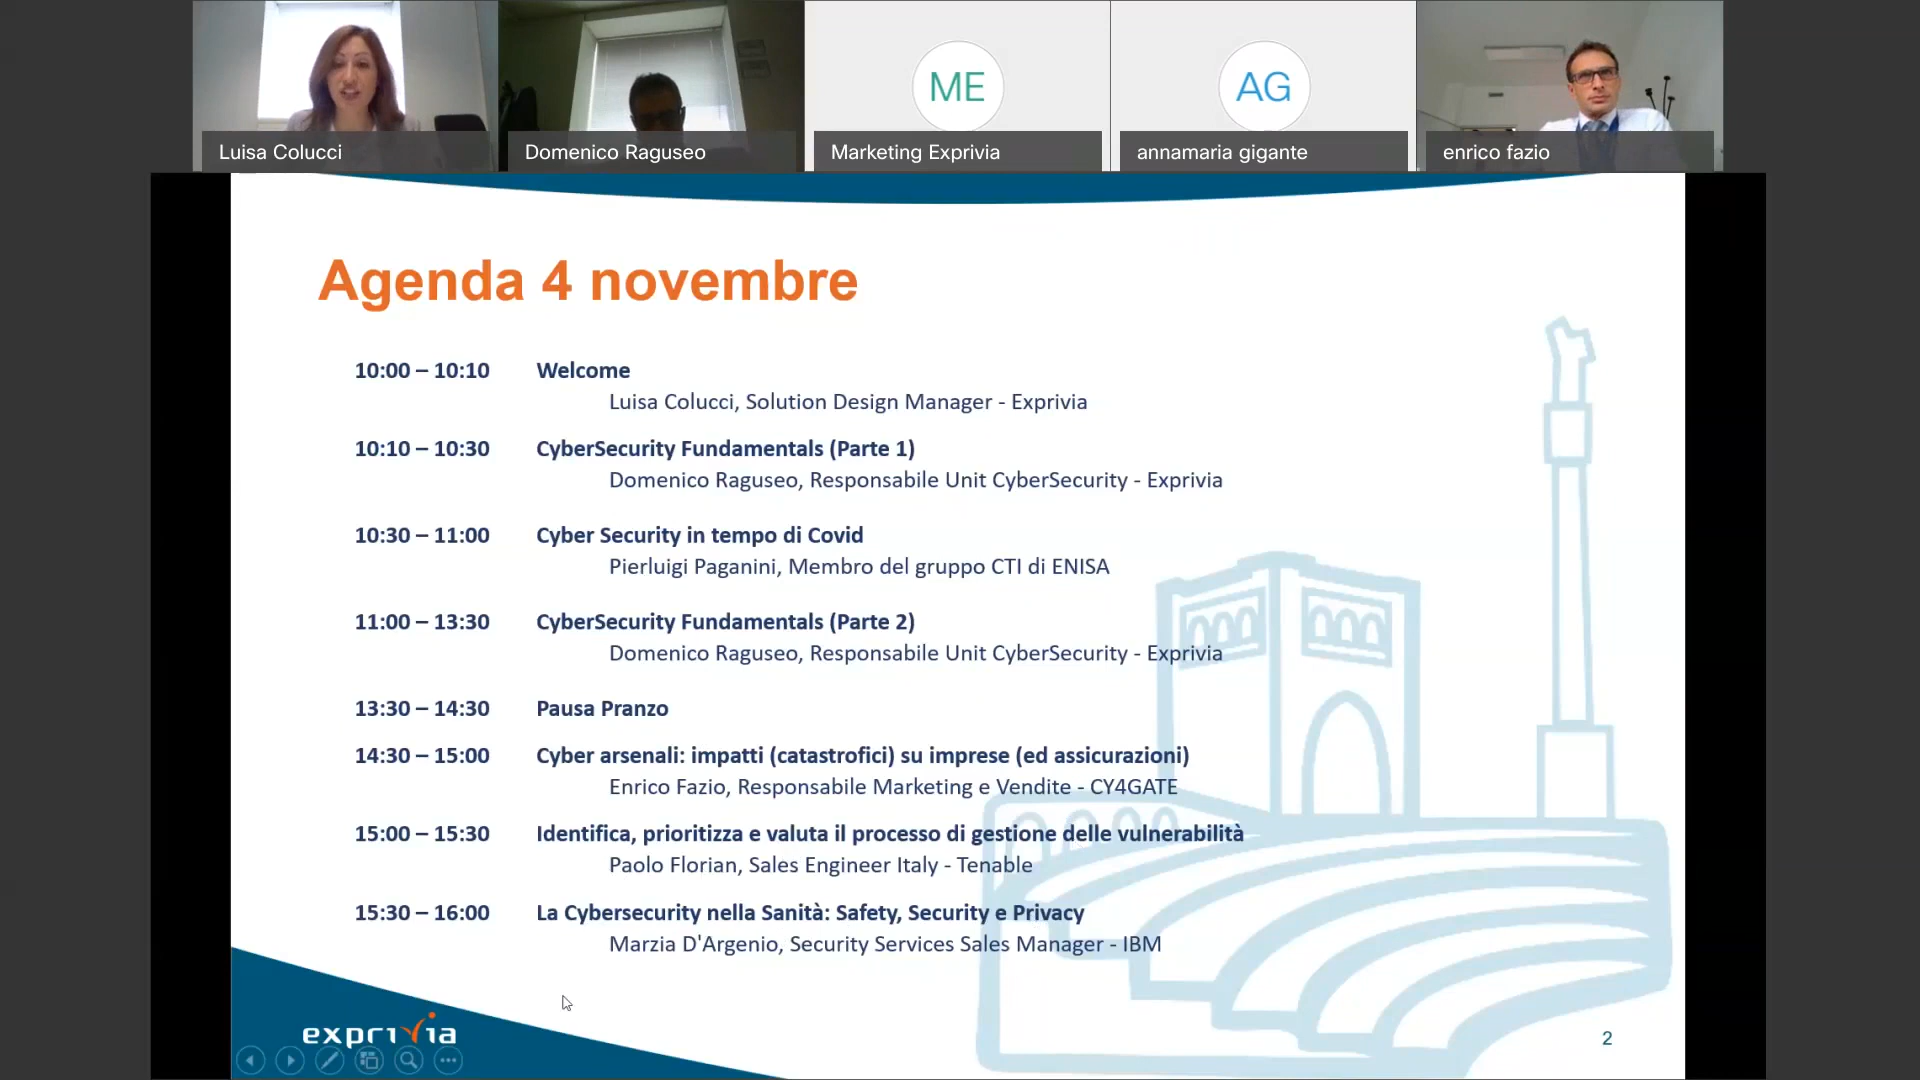 Luisa Colucci
Domenico Raguseo
ME
Marketing Exprivia
AG
annamaria gigante
enrico fazio
Agenda 4 novembre
10:00 – 10:10 Welcome
Luisa Colucci, Solution Design Manager - Exprivia
10:10 – 10:30 CyberSecurity Fundamentals (Parte 1)
Domenico Raguseo, Responsabile Unit CyberSecurity - Exprivia
10:30 – 11:00 Cyber Security in tempo di Covid
Pierluigi Paganini, Membro del gruppo CTI di ENISA
11:00 – 13:30 CyberSecurity Fundamentals (Parte 2)
Domenico Raguseo, Responsabile Unit CyberSecurity - Exprivia
13:30 – 14:30 Pausa Pranzo
14:30 – 15:00 Cyber arsenali: impatti (catastrofici) su imprese (ed assicurazioni)
Enrico Fazio, Responsabile Marketing e Vendite - CY4GATE
15:00 – 15:30 Identifica, prioritizza e valuta il processo di gestione delle vulnerabilità
Paolo Florian, Sales Engineer Italy - Tenable
15:30 – 16:00 La Cybersecurity nella Sanità: Safety, Security e Privacy
Marzia D'Argenio, Security Services Sales Manager - IBM
exprivia
2